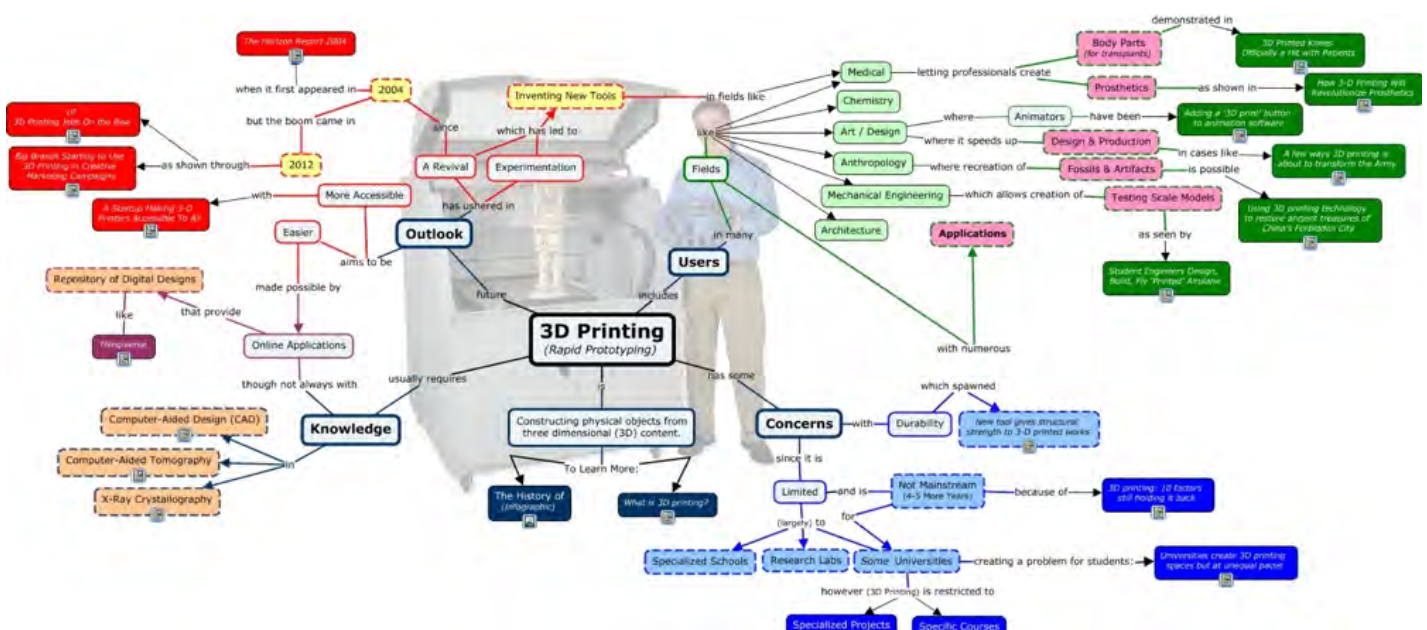 The Horizon Report 2004
when it first appeared in
2004
but the boom came in
3D Printing Jobs On the Rise
Big Brands Starting to Use
3D Printing in Creative
Marketing Campaigns
as shown through
2012
since
A Revival
Inventing New Tools
which has led to
Experimentation
has ushered in
in fields like
with
More Accessible
A Startup Making 3-D
Printers Accessible To All
Easier
aims to be
Outlook
future
made possible by
Repository of Digital Designs
that provide
like
Thingiverse
Online Applications
though not always with
usually requires
Knowledge
in
Computer-Aided Design (CAD)
Computer-Aided Tomography
X-Ray Crystallography
3D Printing
(Rapid Prototyping)
is
Constructing physical objects from
three dimensional (3D) content.
To Learn More:
The History of
(Infographic)
What is 3D printing?
includes
Users
in many
Fields
like
Medical
letting professionals create
Body Parts
(for transplants)
demonstrated in
3D Printed Knees
Officially a Hit with Patients
Prosthetics
as shown in
How 3-D Printing Will
Revolutionize Prosthetics
Chemistry
Art / Design
where
Animators
have been
Adding a '3D print' button
to animation software
where it speeds up
Design & Production
in cases like
A few ways 3D printing is
about to transform the Army
Anthropology
where recreation of
Fossils & Artifacts
is possible
Using 3D printing technology
to restore ancient treasures of
China's Forbidden City
Mechanical Engineering
which allows creation of
Testing Scale Models
as seen by
Student Engineers Design,
Build, Fly 'Printed' Airplane
Architecture
Applications
with numerous
has some
Concerns
with
Durability
which spawned
New tool gives structural
strength to 3-D printed works
since it is
Limited
and is
Not Mainstream
(4-5 More Years)
because of
3D printing: 10 factors
still holding it back
for
(largely) to
Specialized Schools
Research Labs
Some Universities
creating a problem for students:
Universities create 3D printing
spaces but at unequal paces
however (3D Printing) is restricted to
Specialized Projects
Specific Courses